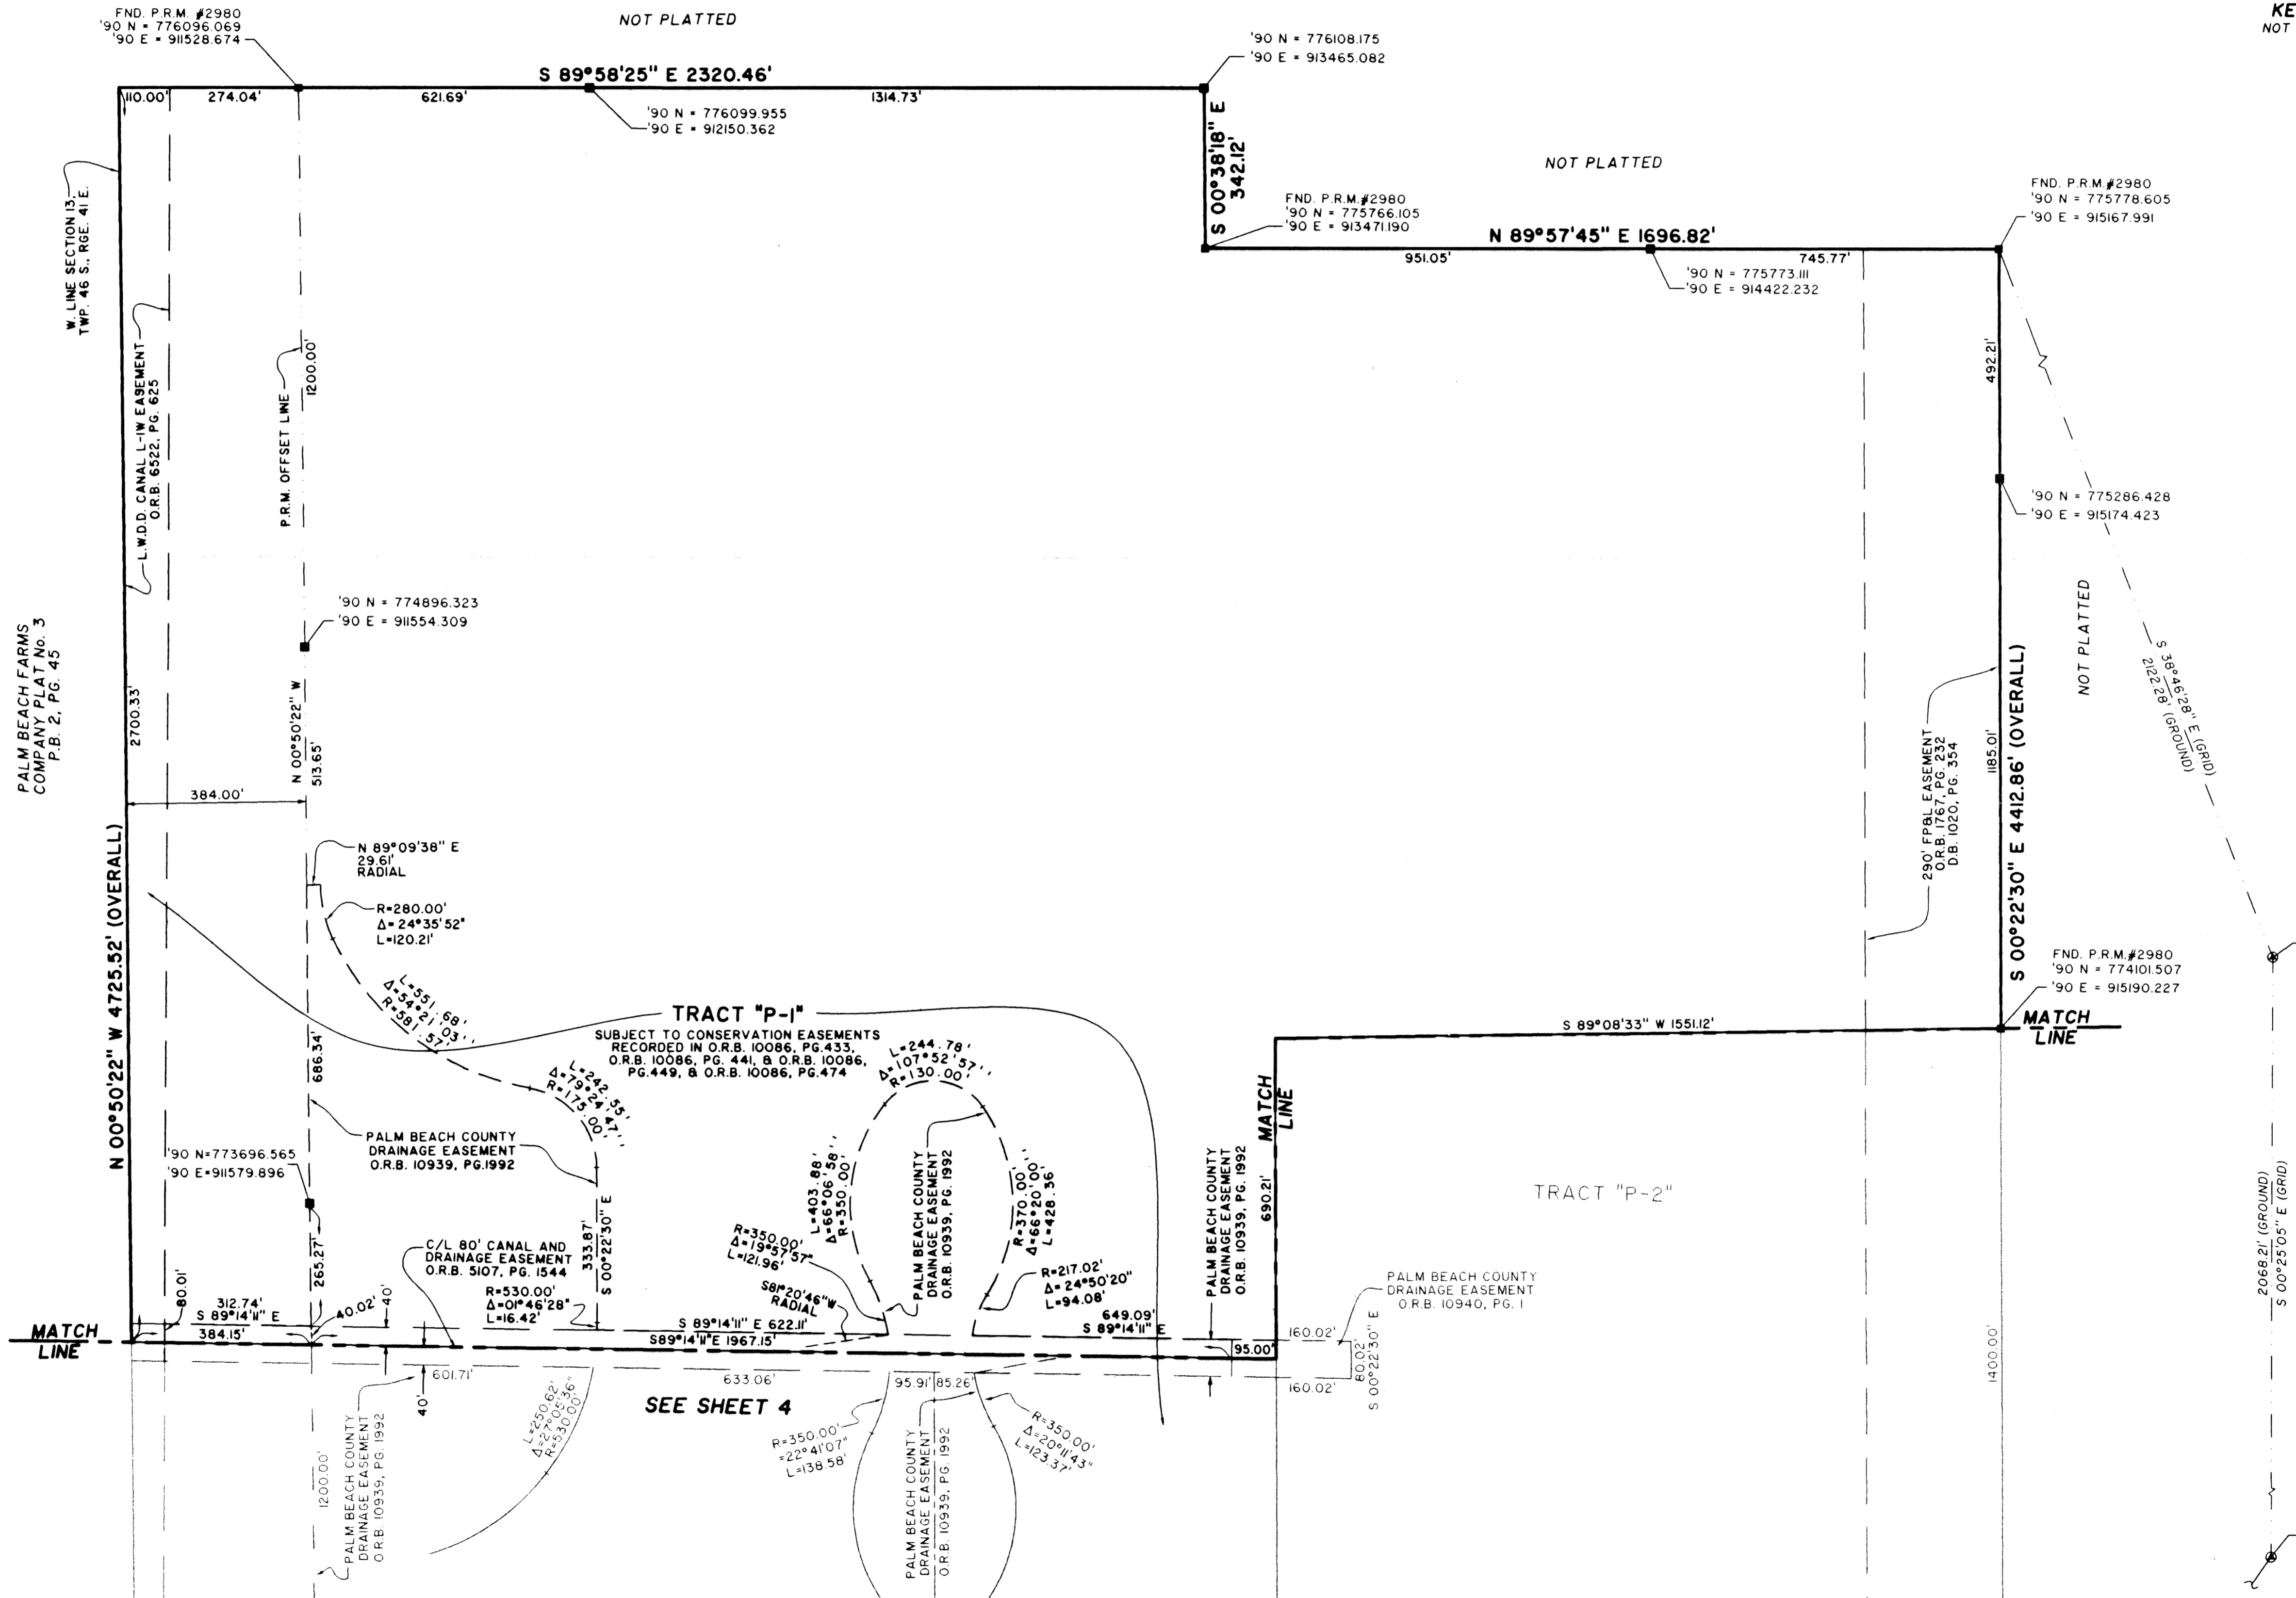 KE
NOT
FND. P.R.M. #2980
'90 N = 776096.069
'90 E = 911528.674
NOT PLATTED
'90 N = 776108.175
'90 E = 913465.082
S 89°58'25" E 2320.46'
110.00'
274.04'
621.69'
1314.73'
'90 N = 776099.955
'90 E = 912150.362
S 00°38'18" E
342.12'
NOT PLATTED
FND. P.R.M.#2980
'90 N = 775766.105
'90 E = 913471.190
FND. P.R.M.#2980
'90 N = 775778.605
'90 E = 915167.991
N 89°57'45" E 1696.82'
951.05'
745.77'
'90 N = 775773.111
'90 E = 914422.232
W. LINE SECTION 13,
TWP. 46 S., RGE. 41 E.
L.W.D.D. CANAL L-1W EASEMENT
O.R.B. 6522, PG. 625
P.R.M. OFFSET LINE
1200.00'
492.21'
'90 N = 775286.428
'90 E = 915174.423
'90 N = 774896.323
'90 E = 911554.309
PALM BEACH FARMS
COMPANY PLAT No. 3
P.B. 2, PG. 45
2700.33'
N 00°50'22" W
513.65'
384.00'
NOT PLATTED
S 38°46'28" E (GRID)
2122.28' (GROUND)
290' FP&L EASEMENT
O.R.B. 1767, PG. 232
D.B. 1020, PG. 354
1185.01'
S 00°22'30" E 4412.86' (OVERALL)
N 00°50'22" W 4725.52' (OVERALL)
N 89°09'38" E
29.61'
RADIAL
R=280.00'
Δ= 24°35'52"
L=120.21'
L=551.68'
Δ=54°21'03''
R=581.57'
FND. P.R.M.#2980
'90 N = 774101.507
'90 E = 915190.227
MATCH
LINE
S 89°08'33" W 1551.12'
TRACT "P-1"
SUBJECT TO CONSERVATION EASEMENTS
RECORDED IN O.R.B. 10086, PG.433,
O.R.B. 10086, PG. 441, & O.R.B. 10086,
PG.449, & O.R.B. 10086, PG.474
L=244.78'
Δ=107°52'57''
R=130.00'
L=242.55'
Δ=79°24'47''
R=175.00'
686.34'
MATCH
LINE
690.21'
PALM BEACH COUNTY
DRAINAGE EASEMENT
O.R.B. 10939, PG.1992
'90 N=773696.565
'90 E=911579.896
333.87'
S 00°22'30" E
L=403.88'
Δ=66°06'58''
R=350.00'
PALM BEACH COUNTY
DRAINAGE EASEMENT
O.R.B. 10939, PG. 1992
R=370.00'
Δ=66°20'00''
L=428.36'
PALM BEACH COUNTY
DRAINAGE EASEMENT
O.R.B. 10939, PG. 1992
TRACT "P-2"
2068.21' (GROUND)
S 00°25'05" E (GRID)
C/L 80' CANAL AND
DRAINAGE EASEMENT
O.R.B. 5107, PG. 1544
R=350.00'
Δ=19°57'57"
L=121.96'
S81°20'46"W
RADIAL
R=217.02'
Δ= 24°50'20"
L=94.08'
R=530.00'
Δ=01°46'28"
L=16.42'
265.27'
80.01'
40.02'
40'
312.74'
S 89°14'11" E
384.15'
S 89°14'11" E 622.11'
S89°14'11"E 1967.15'
649.09'
S 89°14'11" E
95.00'
PALM BEACH COUNTY
DRAINAGE EASEMENT
O.R.B. 10940, PG. 1
160.02'
80.02'
S 00°22'30" E
160.02'
MATCH
LINE
601.71'
40'
633.06'
95.91'
85.26'
SEE SHEET 4
1400.00'
L=250.62'
Δ=27°05'36"
R=530.00'
R=350.00'
=22°41'07"
L=138.58'
R=350.00'
Δ=20°11'43"
L=123.37'
1200.00'
PALM BEACH COUNTY
DRAINAGE EASEMENT
O.R.B. 10939, PG. 1992
PALM BEACH COUNTY
DRAINAGE EASEMENT
O.R.B. 10939, PG. 1992